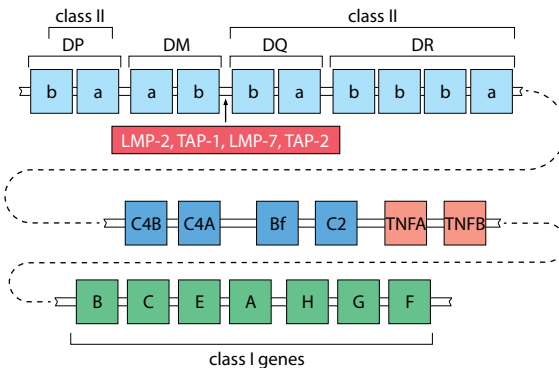 class II class II
DP DM DQ DR
b a a b b a b b b a
LMP-2, TAP-1, LMP-7, TAP-2
C4B C4A Bf C2 TNFA TNFB
B C E A H G F
class I genes